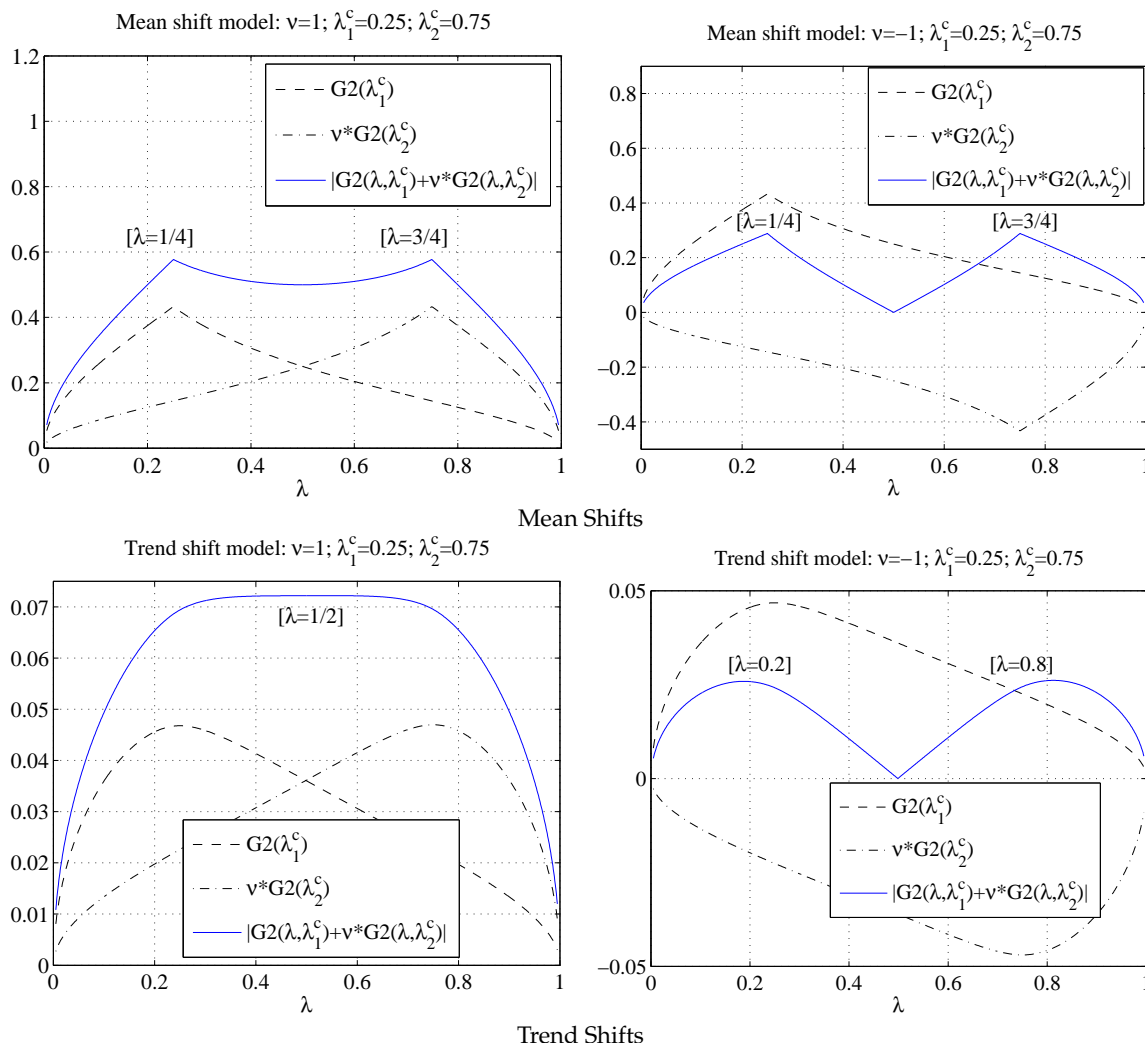 Mean shift model: ν=1; λ₁ᶜ=0.25; λ₂ᶜ=0.75
1.2
1
0.8
0.6
0.4
0.2
0
G2(λ₁ᶜ)
ν*G2(λ₂ᶜ)
|G2(λ,λ₁ᶜ)+ν*G2(λ,λ₂ᶜ)|
[λ=1/4]
[λ=3/4]
0 0.2 0.4 0.6 0.8 1
λ
Mean shift model: ν=−1; λ₁ᶜ=0.25; λ₂ᶜ=0.75
0.8
0.6
0.4
0.2
0
−0.2
−0.4
G2(λ₁ᶜ)
ν*G2(λ₂ᶜ)
|G2(λ,λ₁ᶜ)+ν*G2(λ,λ₂ᶜ)|
[λ=1/4]
[λ=3/4]
0 0.2 0.4 0.6 0.8 1
λ
Mean Shifts
Trend shift model: ν=1; λ₁ᶜ=0.25; λ₂ᶜ=0.75
0.07
0.06
0.05
0.04
0.03
0.02
0.01
0
[λ=1/2]
G2(λ₁ᶜ)
ν*G2(λ₂ᶜ)
|G2(λ,λ₁ᶜ)+ν*G2(λ,λ₂ᶜ)|
0 0.2 0.4 0.6 0.8 1
λ
Trend shift model: ν=−1; λ₁ᶜ=0.25; λ₂ᶜ=0.75
0.05
0
−0.05
[λ=0.2]
[λ=0.8]
G2(λ₁ᶜ)
ν*G2(λ₂ᶜ)
|G2(λ,λ₁ᶜ)+ν*G2(λ,λ₂ᶜ)|
0 0.2 0.4 0.6 0.8 1
λ
Trend Shifts